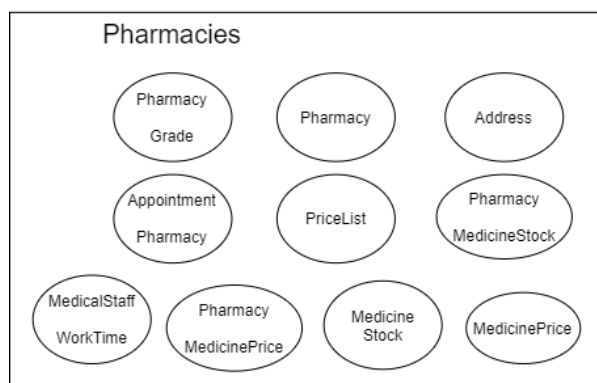 Pharmacies
Pharmacy
Grade
Pharmacy
Address
Appointment
Pharmacy
PriceList
Pharmacy
MedicineStock
MedicalStaff
WorkTime
Pharmacy
MedicinePrice
Medicine
Stock
MedicinePrice